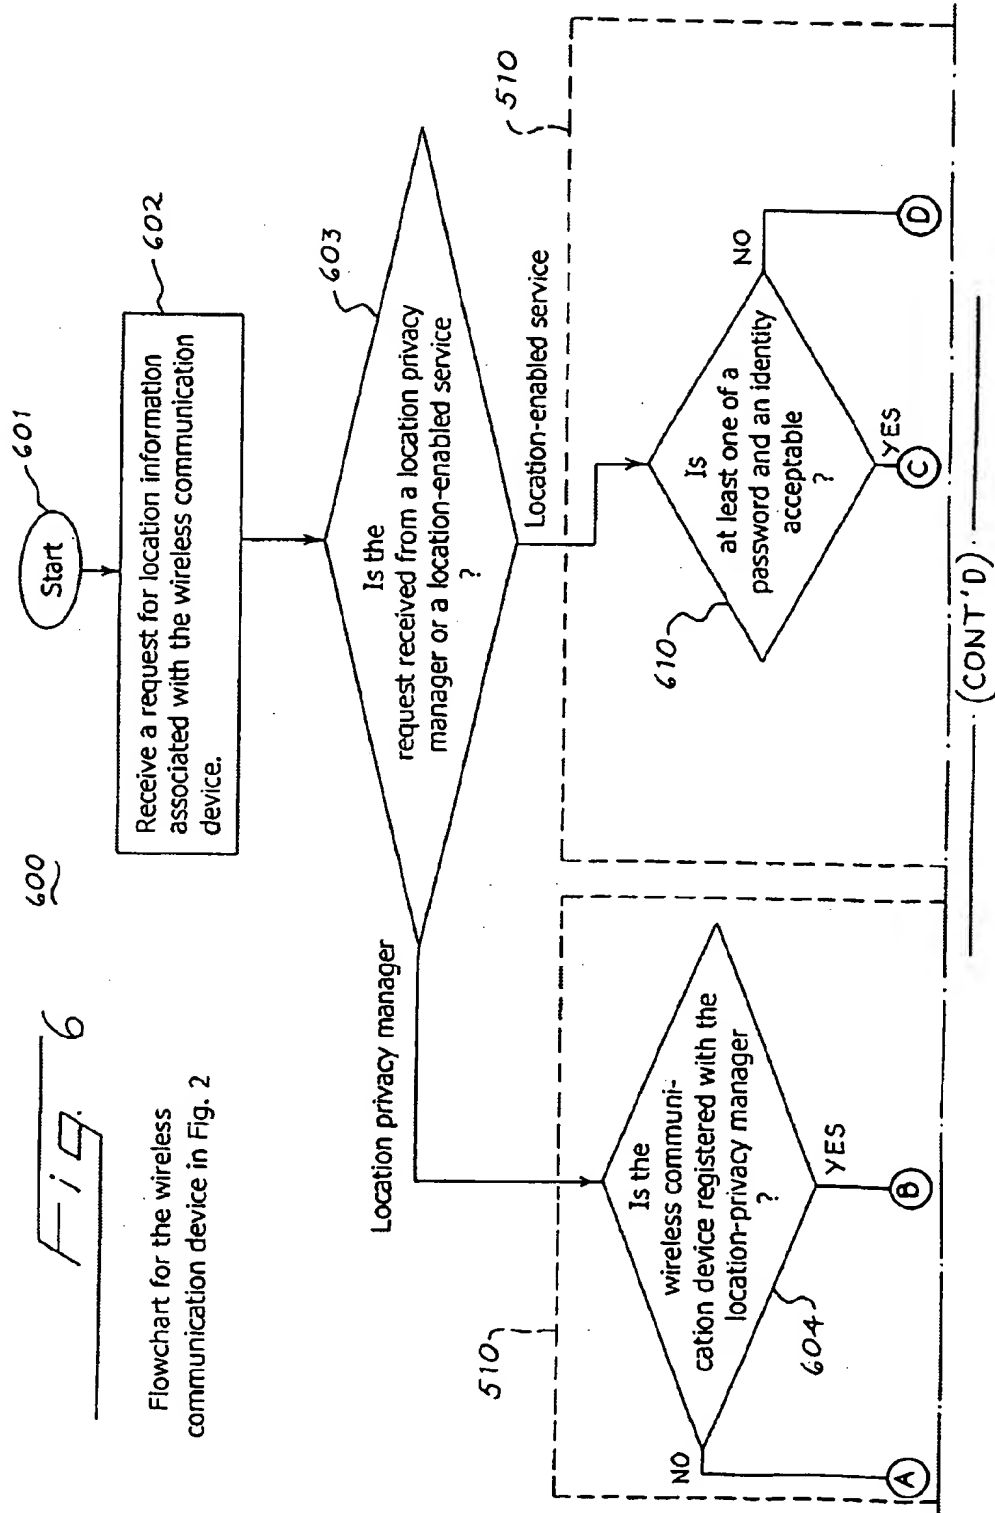 Fig. 6
600
Flowchart for the wireless
communication device in Fig. 2
601
Start
602
Receive a request for location information
associated with the wireless communication
device.
603
Is the
request received from a location privacy
manager or a location-enabled service
?
Location privacy manager
Location-enabled service
510
510
Is the
wireless communi-
cation device registered with the
location-privacy manager
?
604
NO
YES
A
B
Is
at least one of a
password and an identity
acceptable
?
610
NO
YES
C
D
(CONT'D)